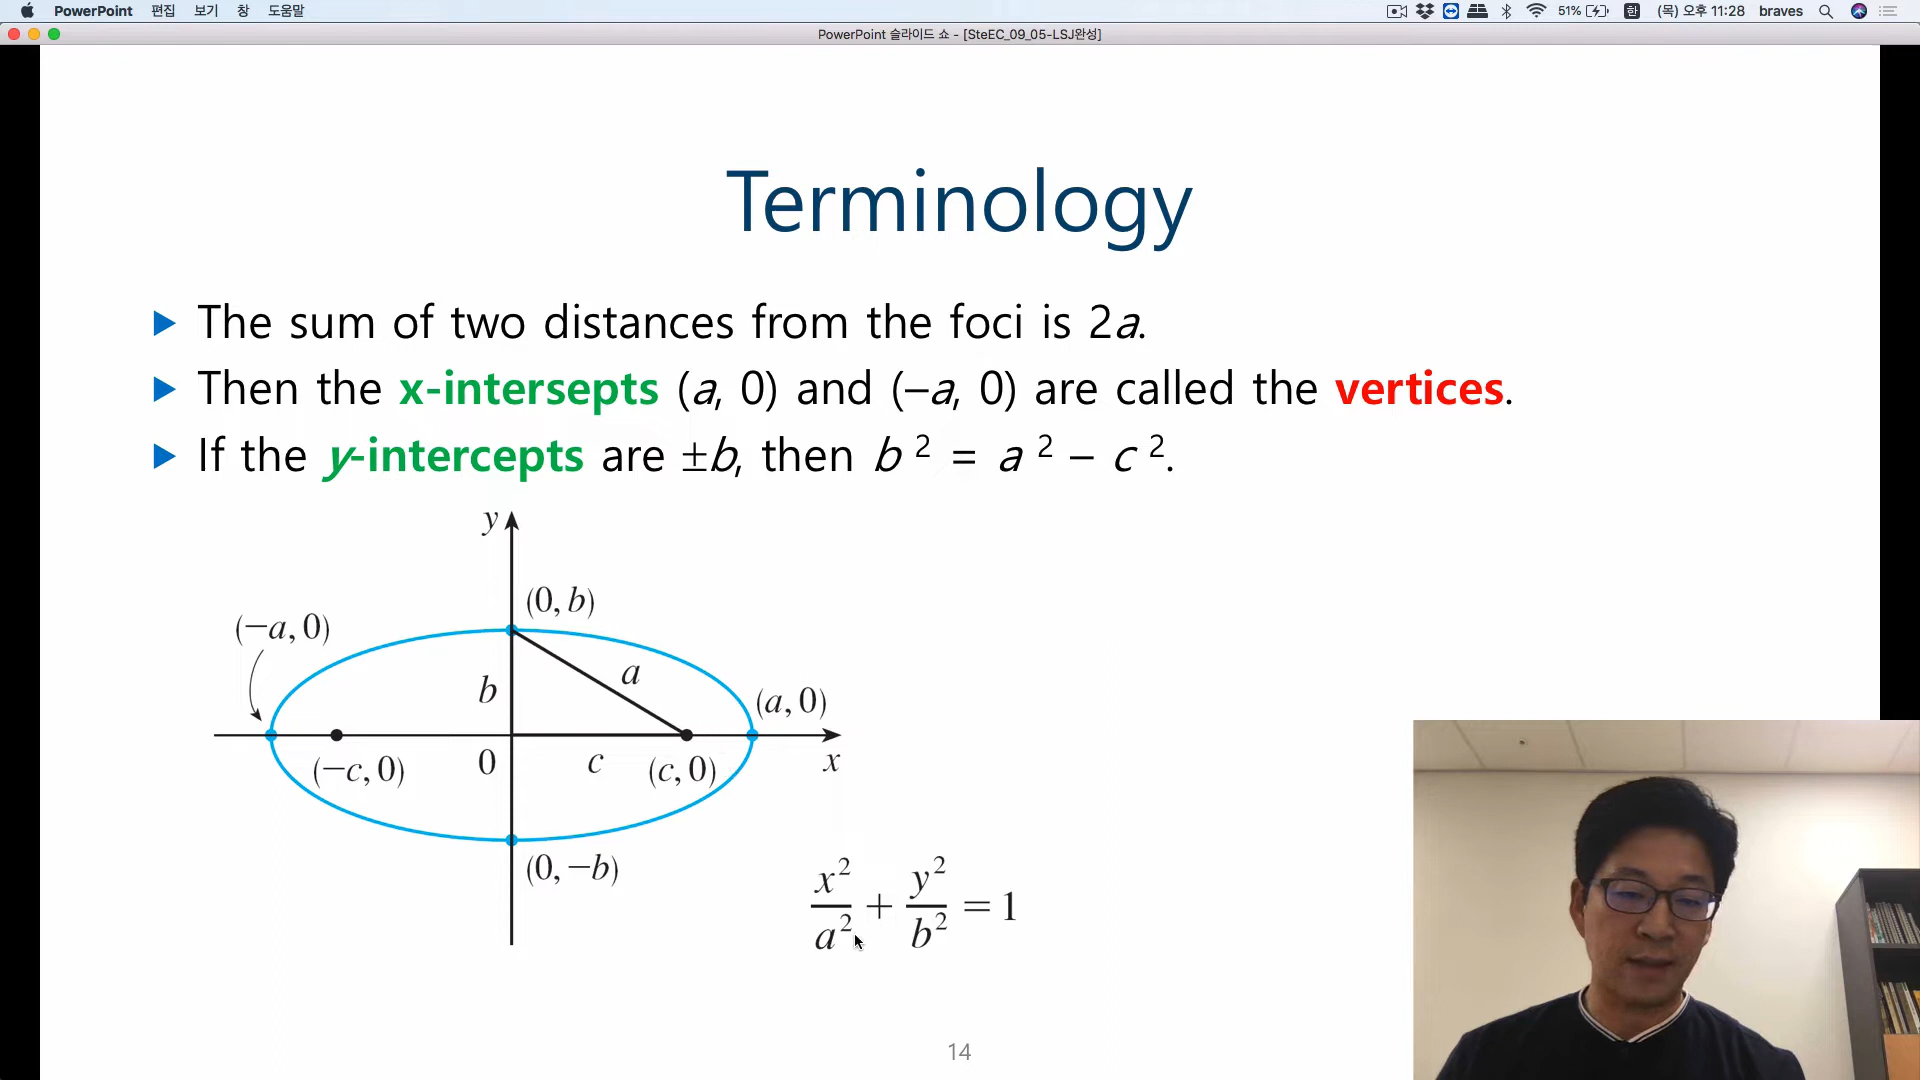 PowerPoint 편집 보기 창 도움말 51% 한 (목) 오후 11:28 braves
PowerPoint 슬라이드 쇼 - [SteEC_09_05-LSJ완성]
Terminology
The sum of two distances from the foci is 2a.
Then the x-intersepts (a, 0) and (–a, 0) are called the vertices.
If the y-intercepts are ±b, then b ² = a ² – c ².
y
(0, b)
(−a, 0)
a
b
(a, 0)
(−c, 0) 0 c (c, 0) x
(0, −b)
x²/a² + y²/b² = 1
14